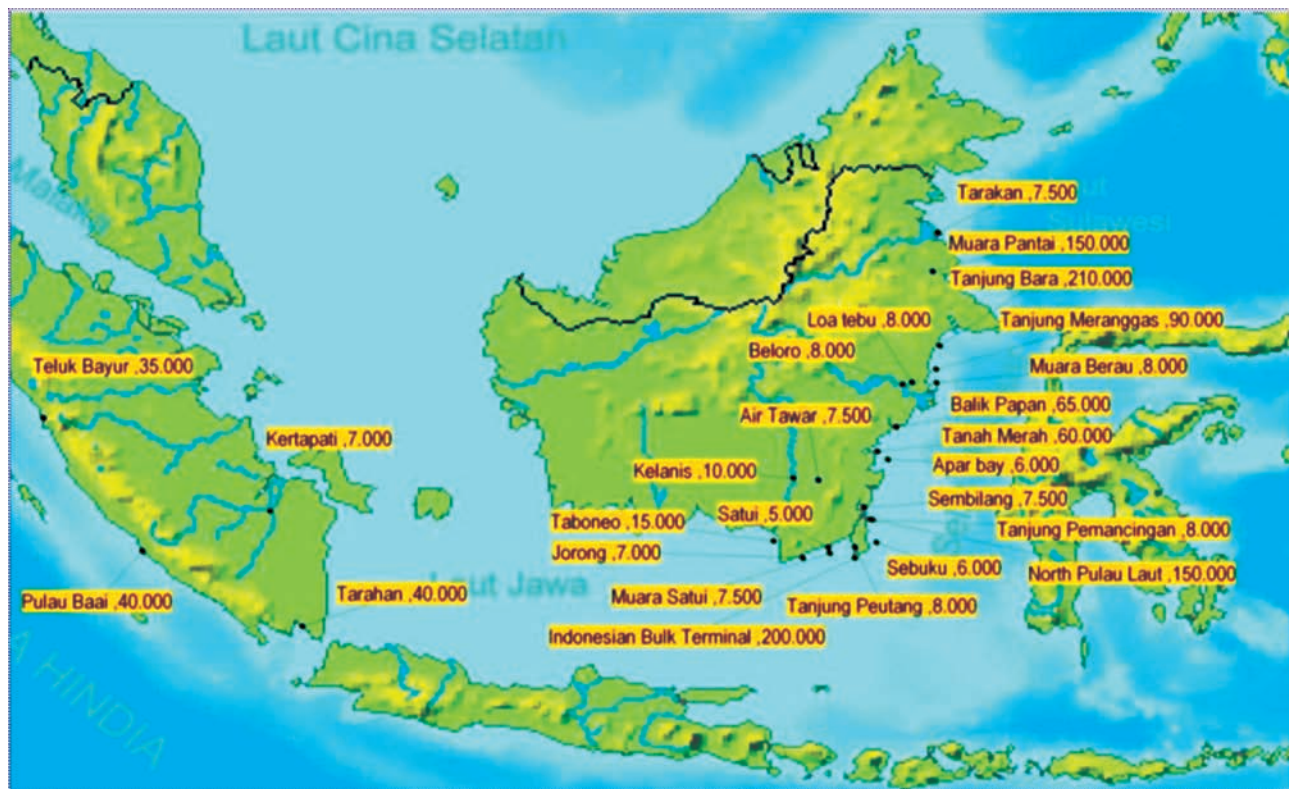 Laut Cina Selatan
Tarakan ,7.500
Laut
Sulawesi
Muara Pantai ,150.000
Tanjung Bara ,210.000
Loa tebu ,8.000
Tanjung Meranggas ,90.000
Beloro ,8.000
Teluk Bayur ,35.000
Muara Berau ,8.000
Balik Papan ,65.000
Air Tawar ,7.500
Kertapati ,7.000
Tanah Merah ,60.000
Kelanis ,10.000
Apar bay ,6.000
Sembilang ,7.500
Satui ,5.000
Taboneo ,15.000
Tanjung Pemancingan ,8.000
Jorong ,7.000
Sebuku ,6.000
North Pulau Laut ,150.000
Laut Jawa
Tarahan ,40.000
Pulau Baai ,40.000
Muara Satui ,7.500
Tanjung Peutang ,8.000
Indonesian Bulk Terminal ,200.000
A HINDIA